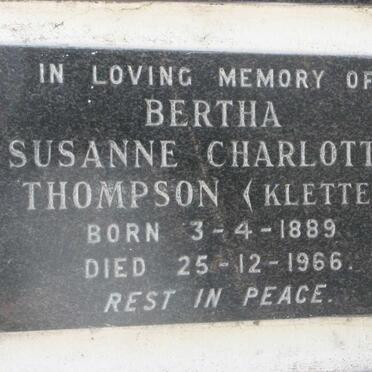 IN LOVING MEMORY OF
BERTHA
SUSANNE CHARLOTT
THOMPSON (KLETTE
BORN 3-4-1889
DIED 25-12-1966.
REST IN PEACE.